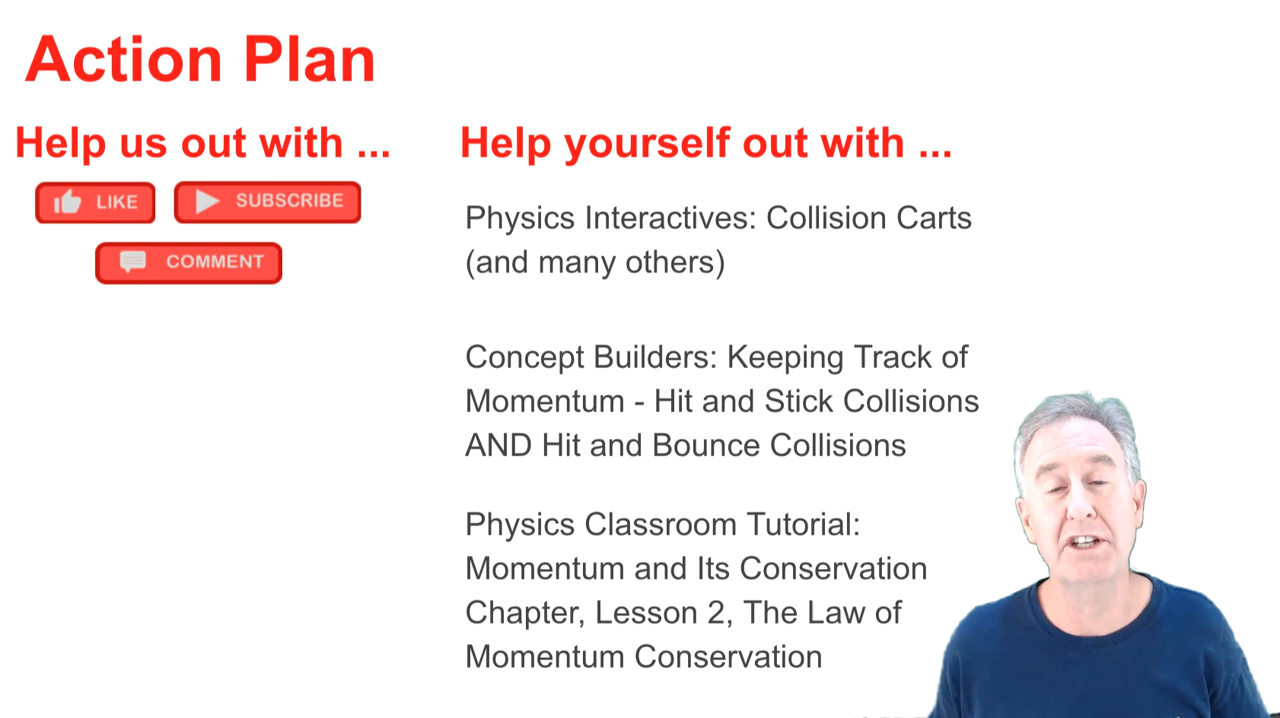 Action Plan
Help us out with ...
LIKE
SUBSCRIBE
COMMENT
Help yourself out with ...
Physics Interactives: Collision Carts
(and many others)
Concept Builders: Keeping Track of
Momentum - Hit and Stick Collisions
AND Hit and Bounce Collisions
Physics Classroom Tutorial:
Momentum and Its Conservation
Chapter, Lesson 2, The Law of
Momentum Conservation